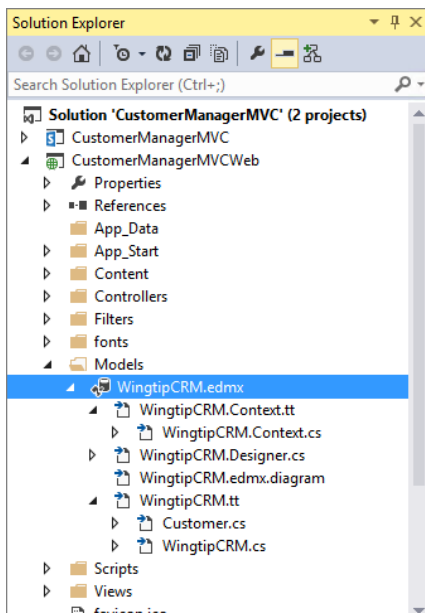 Solution Explorer
Search Solution Explorer (Ctrl+;)
Solution 'CustomerManagerMVC' (2 projects)
CustomerManagerMVC
CustomerManagerMVCWeb
Properties
References
App_Data
App_Start
Content
Controllers
Filters
fonts
Models
WingtipCRM.edmx
WingtipCRM.Context.tt
WingtipCRM.Context.cs
WingtipCRM.Designer.cs
WingtipCRM.edmx.diagram
WingtipCRM.tt
Customer.cs
WingtipCRM.cs
Scripts
Views
favicon.ico